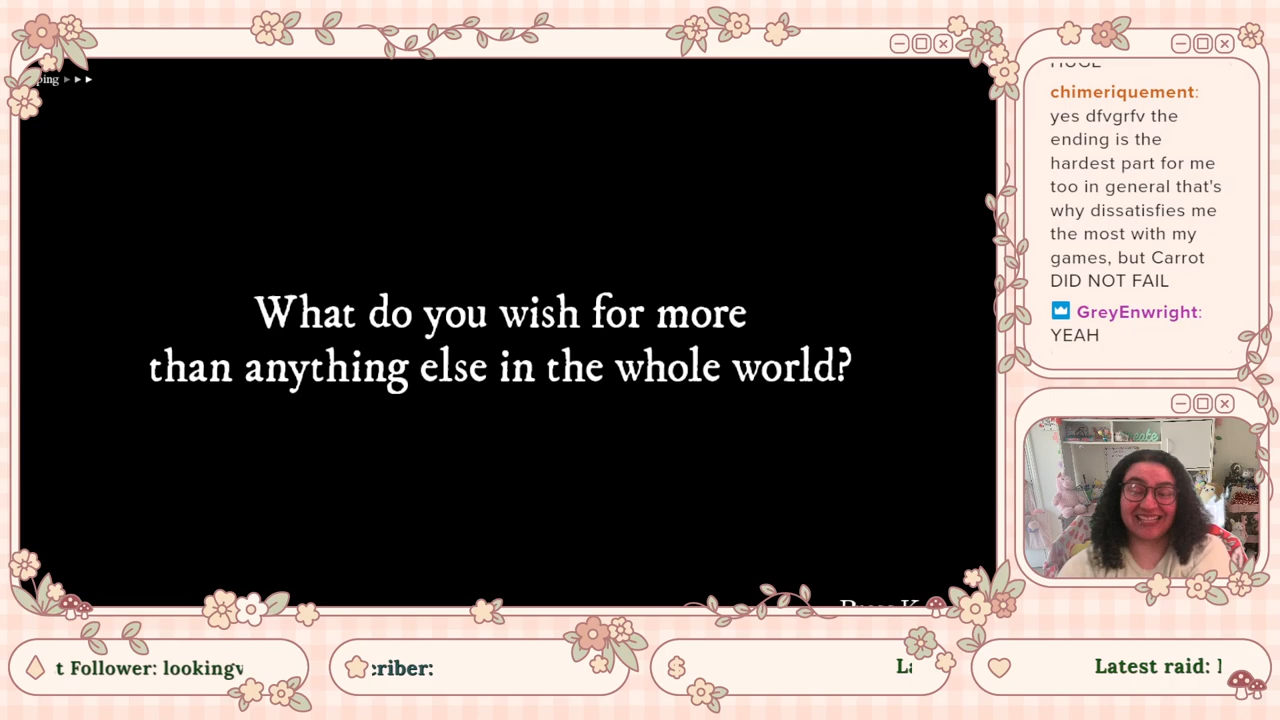 What do you wish for more
than anything else in the whole world?
chimeriquement:
yes dfvgrfv the
ending is the
hardest part for me
too in general that's
why dissatisfies me
the most with my
games, but Carrot
DID NOT FAIL
GreyEnwright:
YEAH
t Follower: lookingv
criber:
Latest raid: